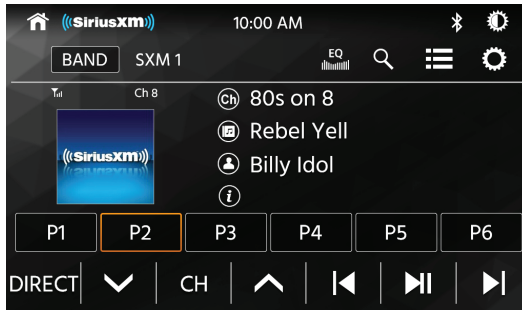 ((SiriusXM)) 10:00 AM
BAND SXM 1 EQ
Ch 8
Ch 80s on 8
Rebel Yell
((SiriusXM))
Billy Idol
i
P1 P2 P3 P4 P5 P6
DIRECT CH